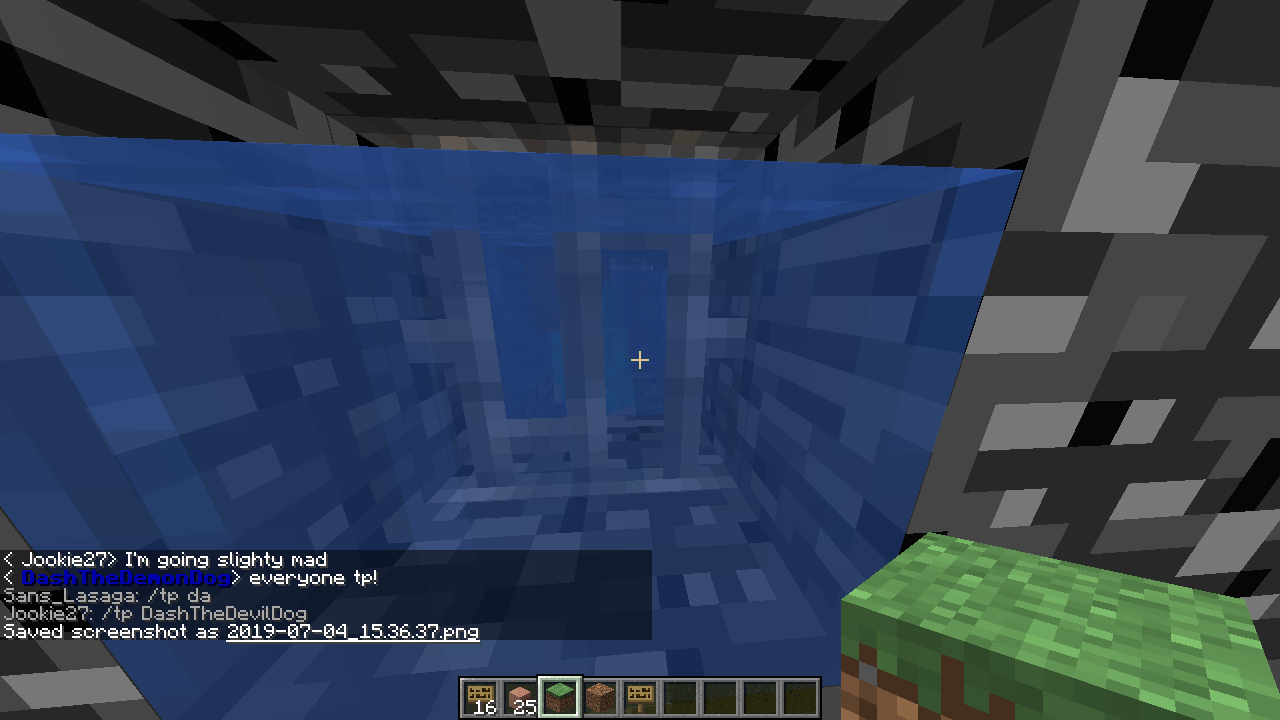 < Jookie27> I'm going slighty mad
< DashTheDemonDog> everyone tp!
Sans_Lasaga: /tp da
Jookie27: /tp DashTheDevilDog
Saved screenshot as 2019-07-04_15.36.37.png
16 25